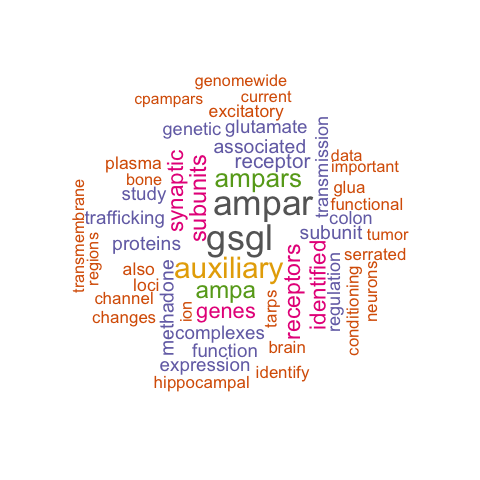 genomewide
cpampars
current
excitatory
genetic
glutamate
associated
receptor
transmission
data
important
plasma
bone
study
synaptic
subunits
ampars
ampar
glua
functional
colon
trafficking
proteins
gsgl
subunit
tumor
transmembrane
regions
also
loci
channel
changes
auxiliary
ampa
genes
ion
methadone
tarps
receptors
identified
regulation
serrated
conditioning
neurons
complexes
function
brain
expression
identify
hippocampal